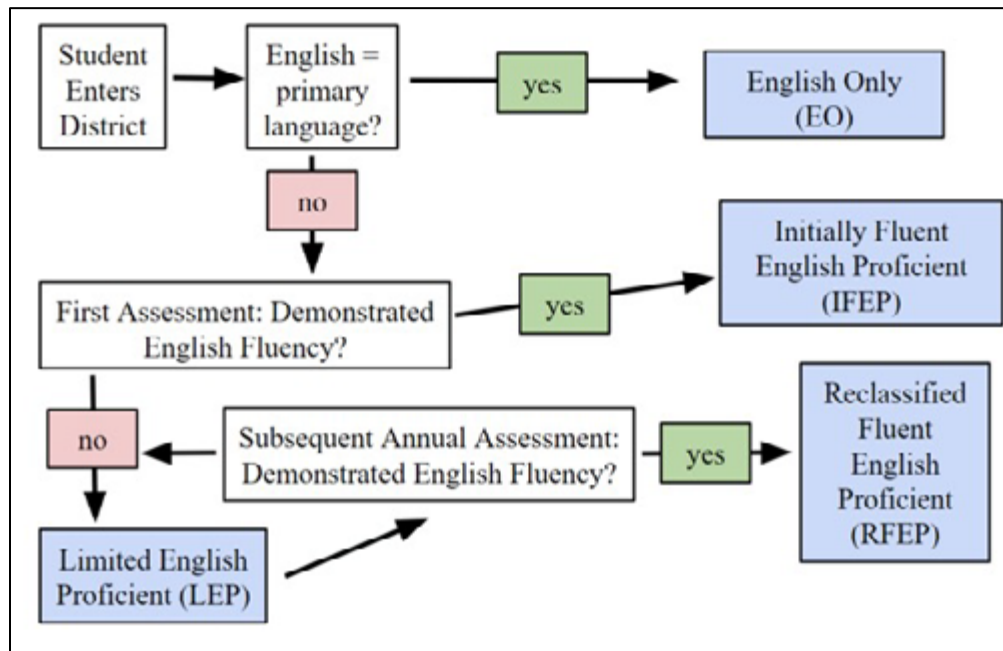 Student
Enters
District
English =
primary
language?
yes
English Only
(EO)
no
First Assessment: Demonstrated
English Fluency?
yes
Initially Fluent
English Proficient
(IFEP)
no
Subsequent Annual Assessment:
Demonstrated English Fluency?
yes
Reclassified
Fluent
English
Proficient
(RFEP)
Limited English
Proficient (LEP)